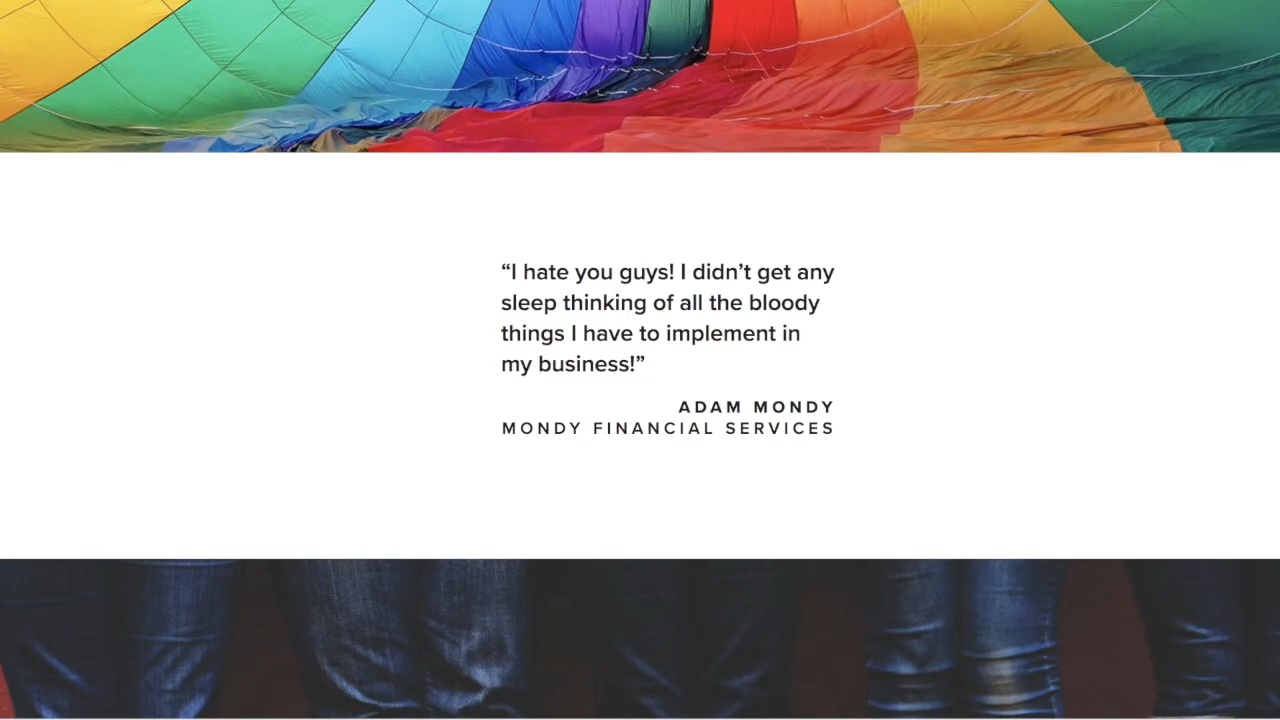 “I hate you guys! I didn’t get any
sleep thinking of all the bloody
things I have to implement in
my business!”
ADAM MONDY
MONDY FINANCIAL SERVICES